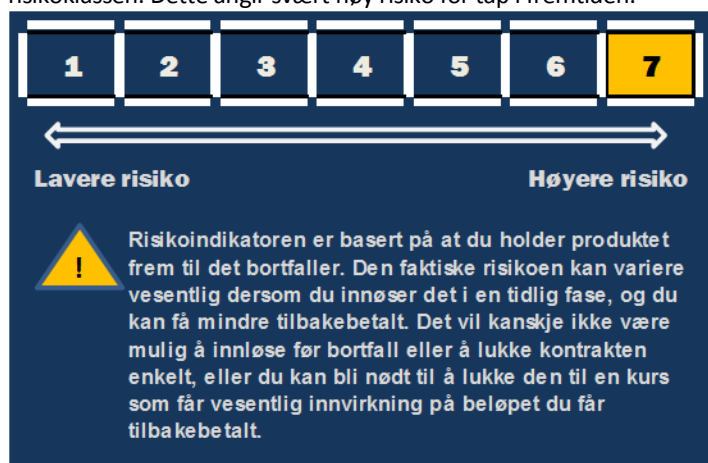 risikoklassen. Dette angir svært høy risiko for tap i fremtiden.
1 2 3 4 5 6 7
Lavere risiko Høyere risiko
!
Risikoindikatoren er basert på at du holder produktet
frem til det bortfaller. Den faktiske risikoen kan variere
vesentlig dersom du innøser det i en tidlig fase, og du
kan få mindre tilbakebetalt. Det vil kanskje ikke være
mulig å innløse før bortfall eller å lukke kontrakten
enkelt, eller du kan bli nødt til å lukke den til en kurs
som får vesentlig innvirkning på beløpet du får
tilbakebetalt.